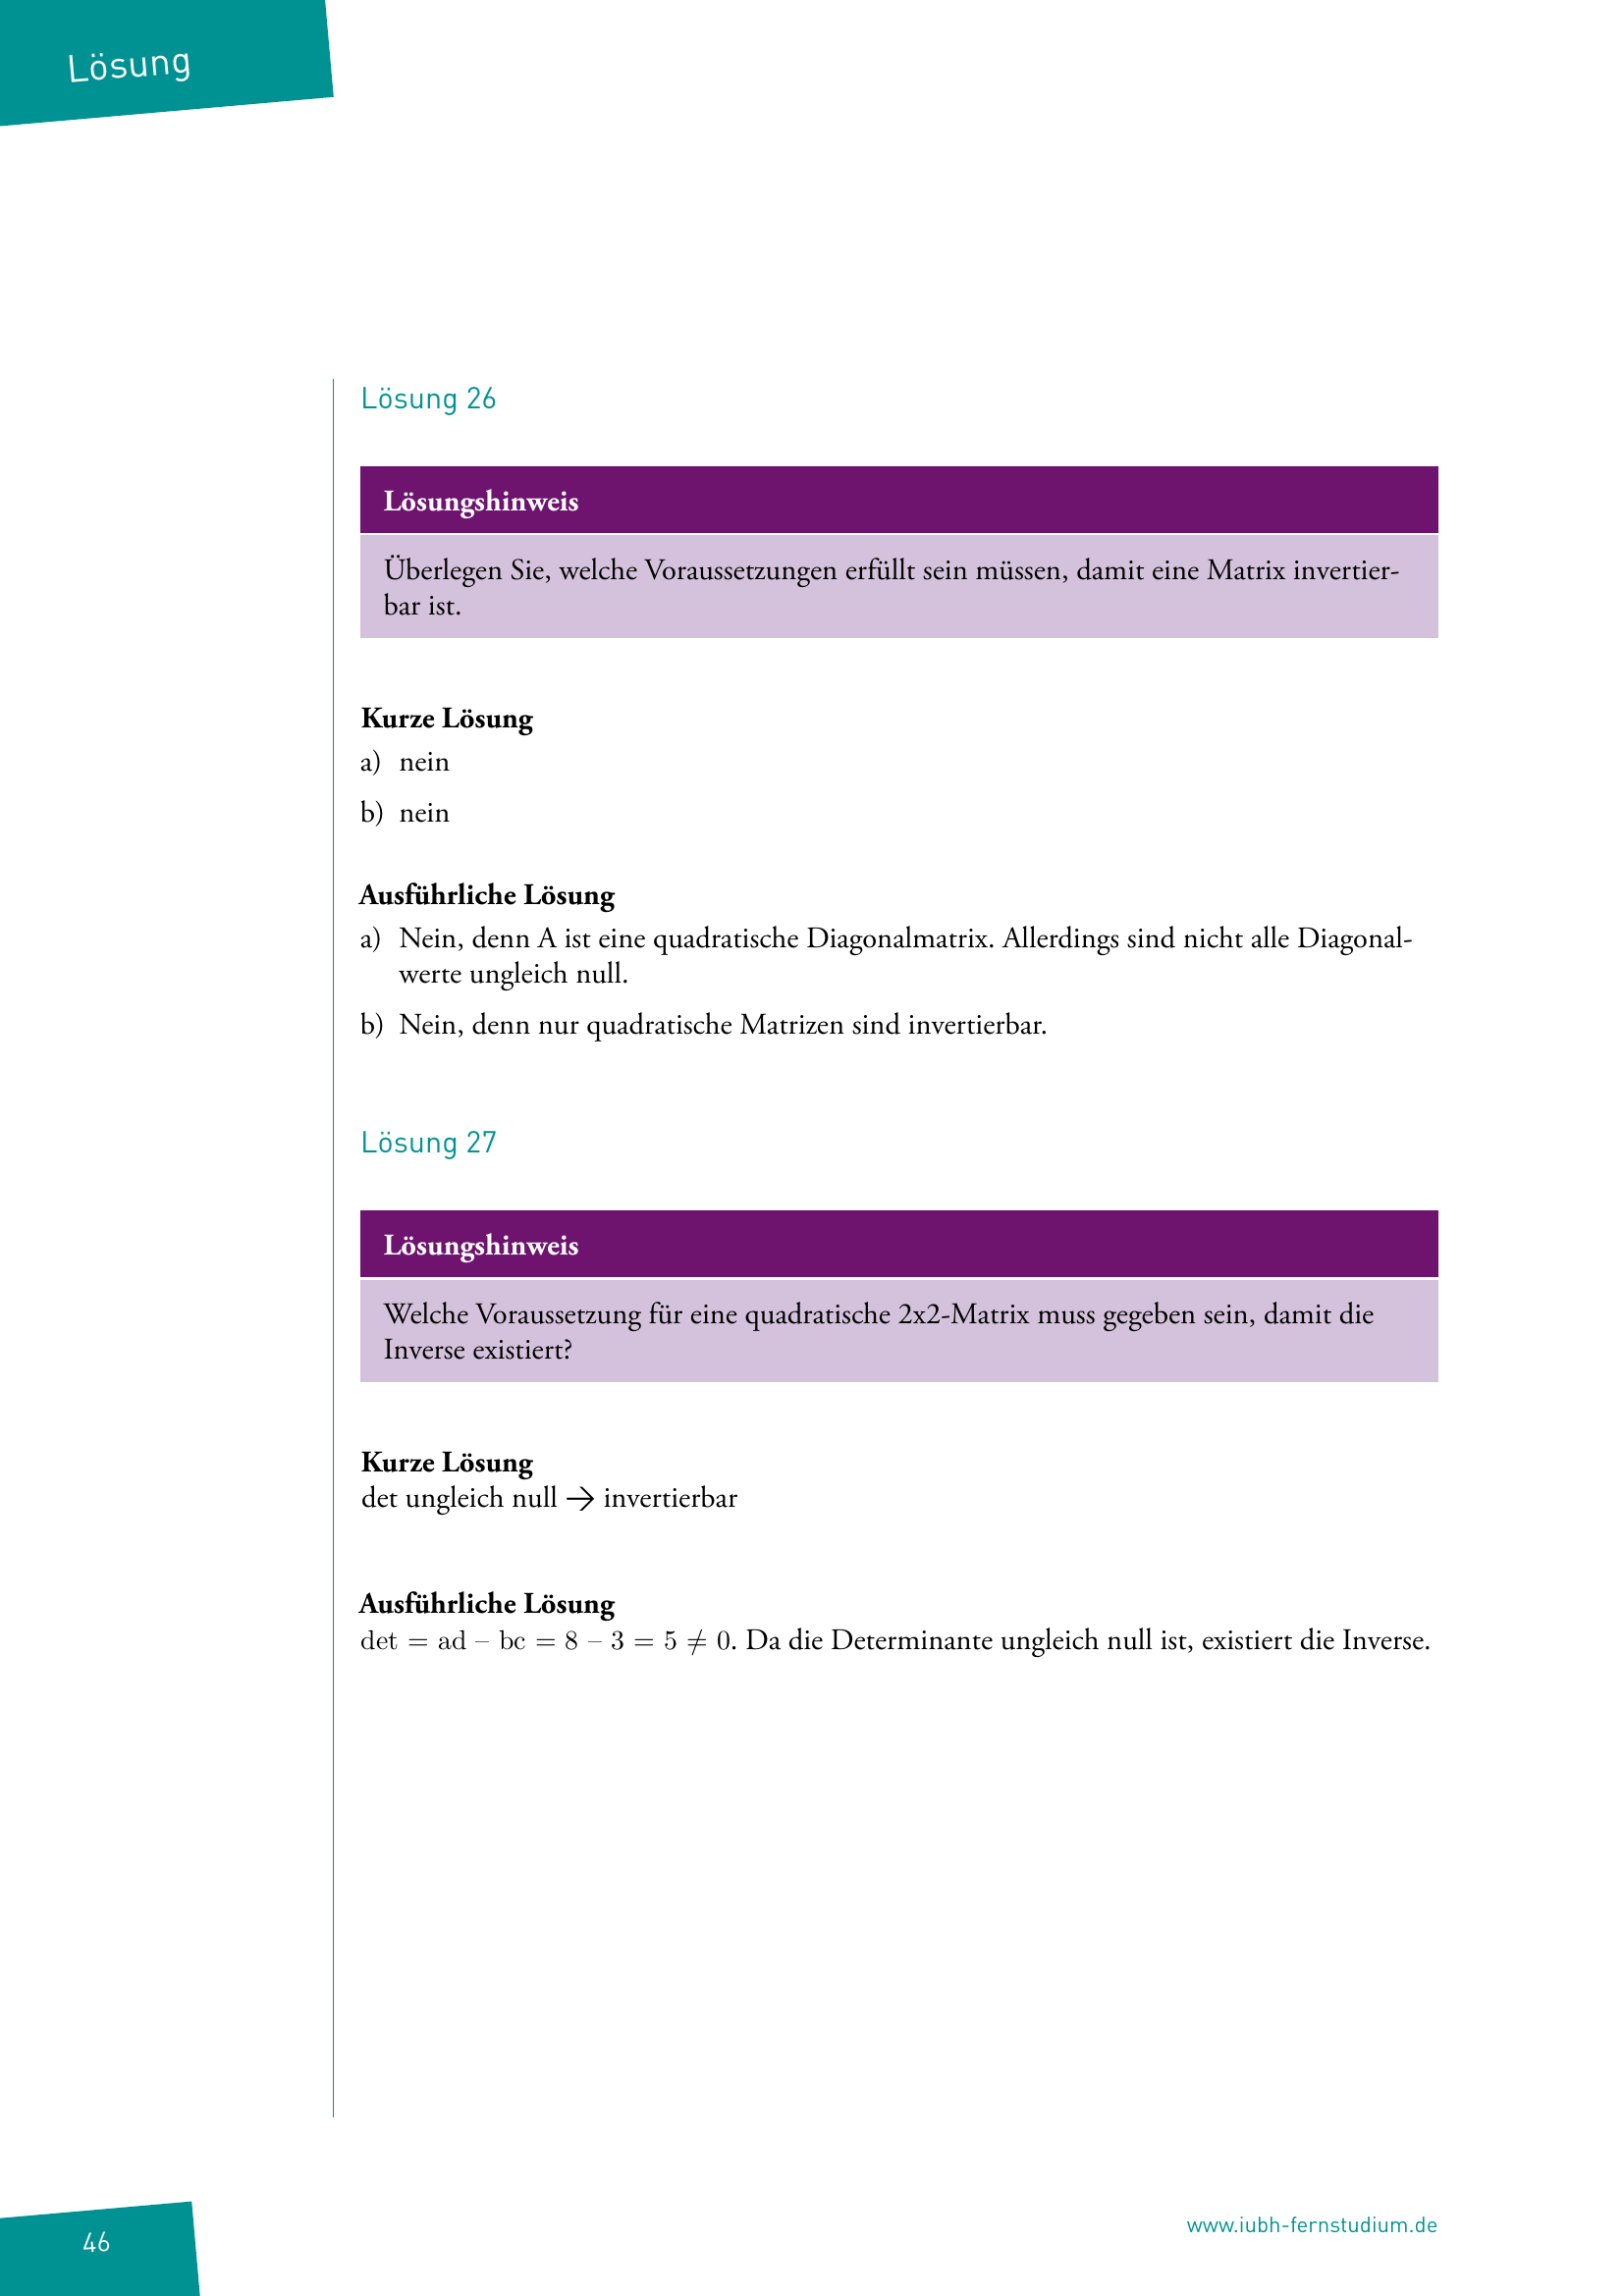 Lösung
Lösung 26
Lösungshinweis
Überlegen Sie, welche Voraussetzungen erfüllt sein müssen, damit eine Matrix invertier-
bar ist.
Kurze Lösung
a) nein
b) nein
Ausführliche Lösung
a) Nein, denn A ist eine quadratische Diagonalmatrix. Allerdings sind nicht alle Diagonal-
werte ungleich null.
b) Nein, denn nur quadratische Matrizen sind invertierbar.
Lösung 27
Lösungshinweis
Welche Voraussetzung für eine quadratische 2x2-Matrix muss gegeben sein, damit die
Inverse existiert?
Kurze Lösung
det ungleich null → invertierbar
Ausführliche Lösung
det = ad – bc = 8 – 3 = 5 ≠ 0. Da die Determinante ungleich null ist, existiert die Inverse.
46
www.iubh-fernstudium.de